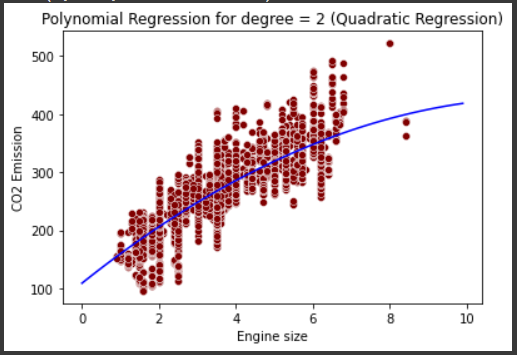 Polynomial Regression for degree = 2 (Quadratic Regression)
500
400
300
200
100
CO2 Emission
0 2 4 6 8 10
Engine size